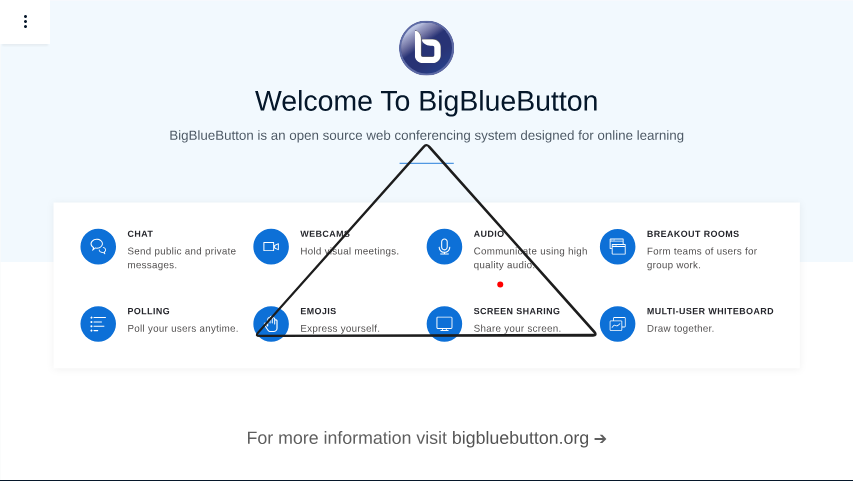 Welcome To BigBlueButton
BigBlueButton is an open source web conferencing system designed for online learning
CHAT
Send public and private
messages.
WEBCAMS
Hold visual meetings.
AUDIO
Communicate using high
quality audio.
BREAKOUT ROOMS
Form teams of users for
group work.
POLLING
Poll your users anytime.
EMOJIS
Express yourself.
SCREEN SHARING
Share your screen.
MULTI-USER WHITEBOARD
Draw together.
For more information visit bigbluebutton.org →